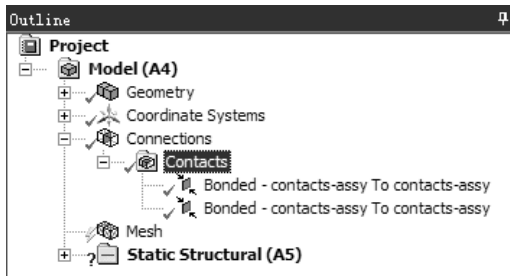 Outline
Project
Model (A4)
Geometry
Coordinate Systems
Connections
Contacts
Bonded - contacts-assy To contacts-assy
Bonded - contacts-assy To contacts-assy
Mesh
Static Structural (A5)